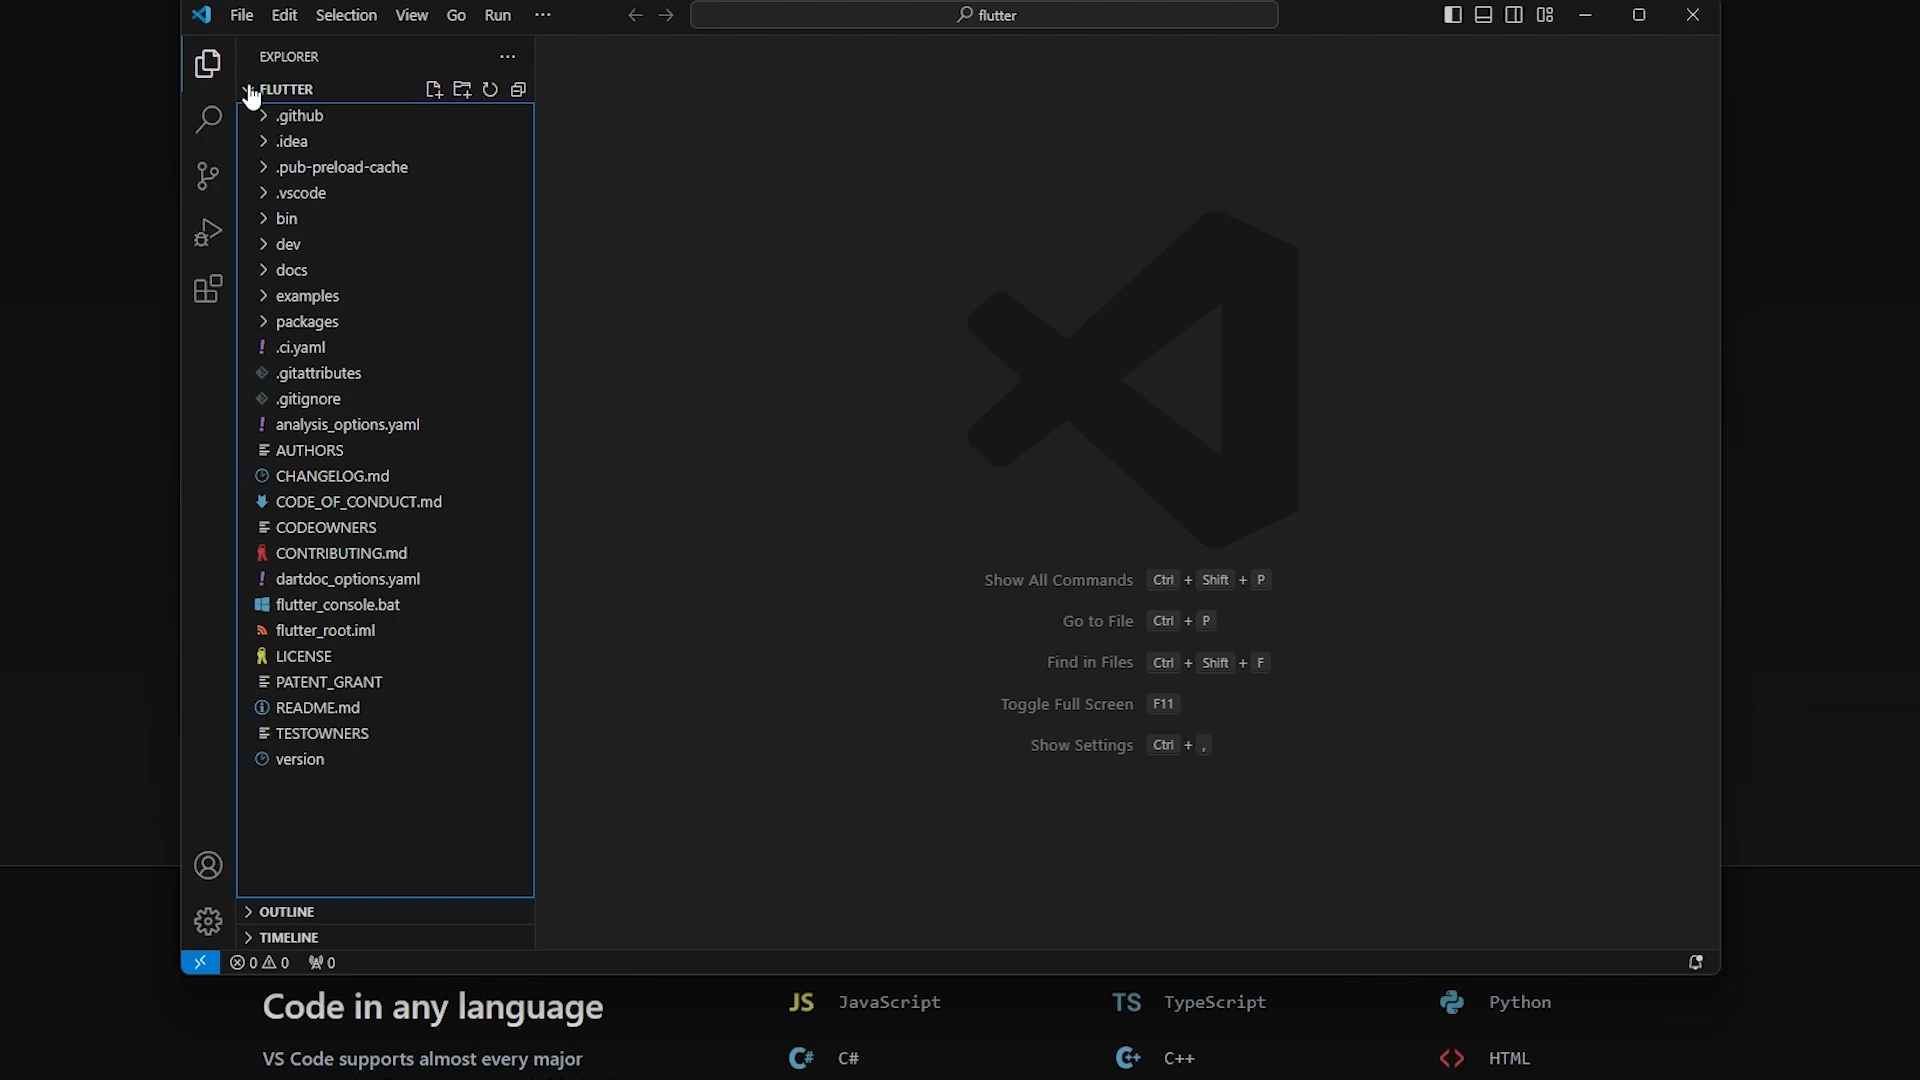 File Edit Selection View Go Run ···
flutter
EXPLORER
FLUTTER
.github
.idea
.pub-preload-cache
.vscode
bin
dev
docs
examples
packages
.ci.yaml
.gitattributes
.gitignore
analysis_options.yaml
AUTHORS
CHANGELOG.md
CODE_OF_CONDUCT.md
CODEOWNERS
CONTRIBUTING.md
dartdoc_options.yaml
flutter_console.bat
flutter_root.iml
LICENSE
PATENT_GRANT
README.md
TESTOWNERS
version
OUTLINE
TIMELINE
0 0 0
Show All Commands Ctrl + Shift + P
Go to File Ctrl + P
Find in Files Ctrl + Shift + F
Toggle Full Screen F11
Show Settings Ctrl + ,
Code in any language
VS Code supports almost every major
JS JavaScript
TS TypeScript
Python
C# C#
C++ C++
<> HTML